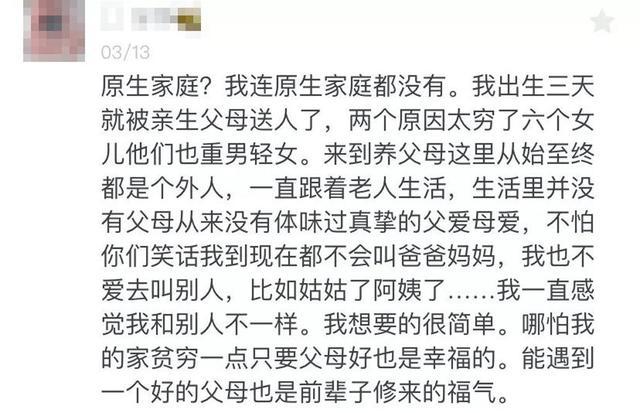 03/13
原生家庭？我连原生家庭都没有。我出生三天
就被亲生父母送人了，两个原因太穷了六个女
儿他们也重男轻女。来到养父母这里从始至终
都是个外人，一直跟着老人生活，生活里并没
有父母从来没有体味过真挚的父爱母爱，不怕
你们笑话我到现在都不会叫爸爸妈妈，我也不
爱去叫别人，比如姑姑了阿姨了……我一直感
觉我和别人不一样。我想要的很简单。哪怕我
的家贫穷一点只要父母好也是幸福的。能遇到
一个好的父母也是前辈子修来的福气。